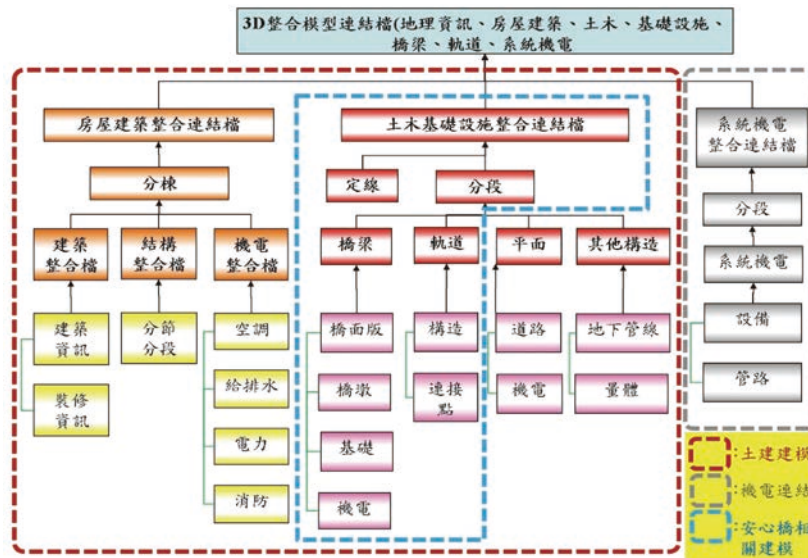 3D整合模型連結檔(地理資訊、房屋建築、土木、基礎設施、
橋梁、軌道、系統機電
房屋建築整合連結檔
土木基礎設施整合連結檔
系統機電
整合連結檔
分棟
定線
分段
分段
建築
整合檔
結構
整合檔
機電
整合檔
橋梁
軌道
平面
其他構造
系統機電
建築
資訊
分節
分段
空調
橋面版
構造
道路
地下管線
設備
裝修
資訊
給排水
橋墩
連接
點
機電
量體
管路
電力
基礎
消防
機電
:土建建模
:機電連結
:安心橋相
關建模